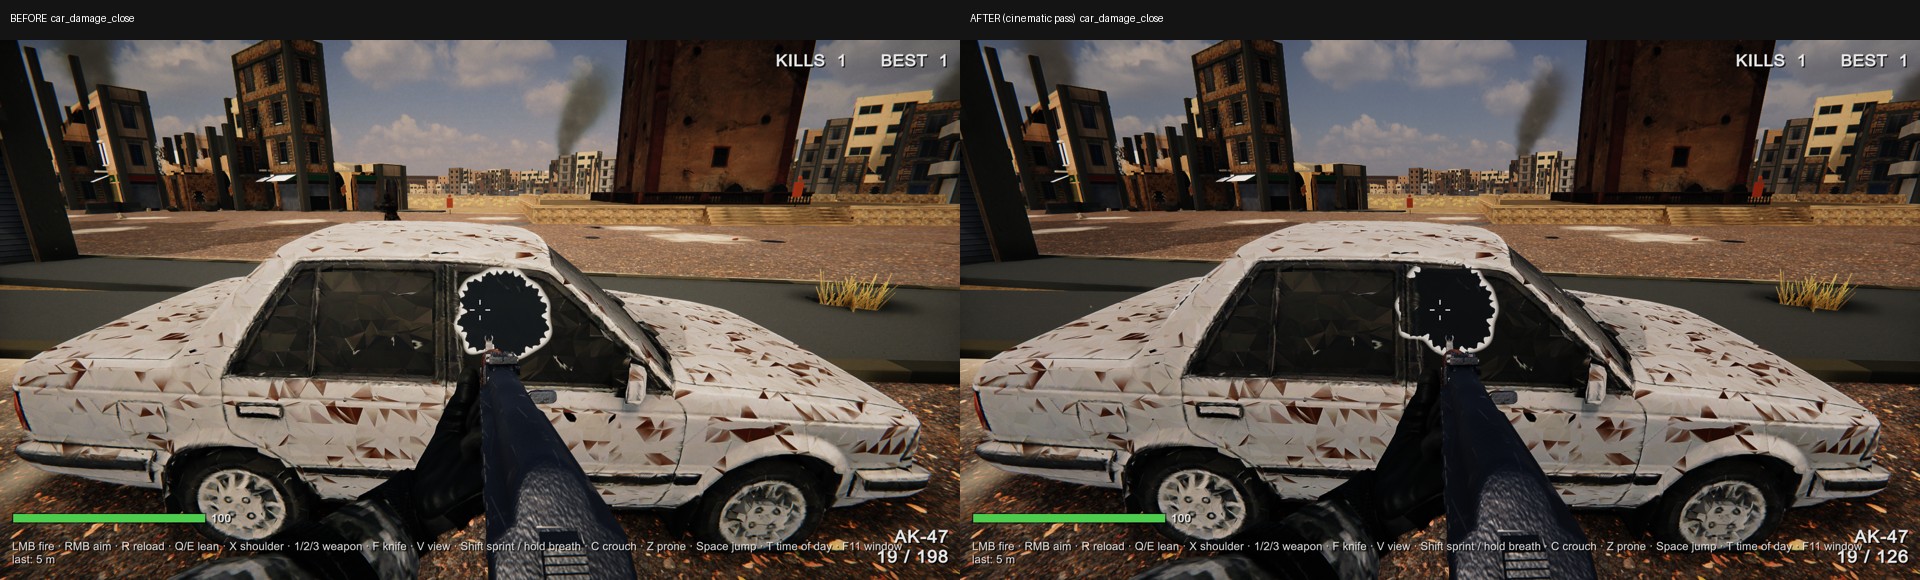 BEFORE car_damage_close
KILLS 1 BEST 1
100
AK-47
LMB fire · RMB aim · R reload · Q/E lean · X shoulder · 1/2/3 weapon · F knife · V view · Shift sprint / hold breath · C crouch · Z prone · Space jump · T time of day · F11 window
19 / 198
last: 5 m
AFTER (cinematic pass) car_damage_close
KILLS 1 BEST 1
100
AK-47
LMB fire · RMB aim · R reload · Q/E lean · X shoulder · 1/2/3 weapon · F knife · V view · Shift sprint / hold breath · C crouch · Z prone · Space jump · T time of day · F11 window
19 / 126
last: 5 m